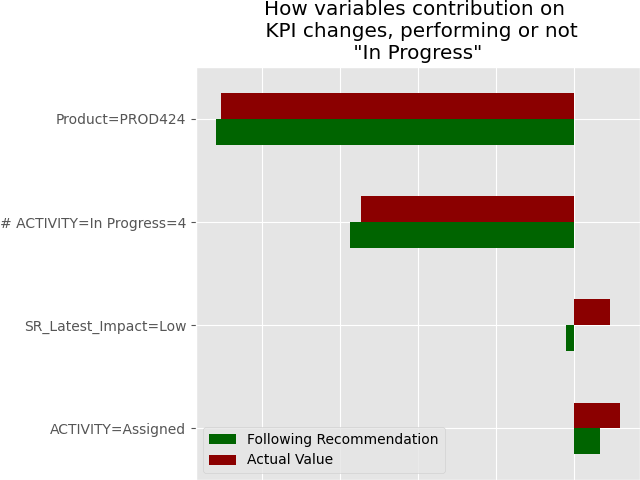 How variables contribution on
KPI changes, performing or not
"In Progress"
Product=PROD424
# ACTIVITY=In Progress=4
SR_Latest_Impact=Low
ACTIVITY=Assigned
Following Recommendation
Actual Value